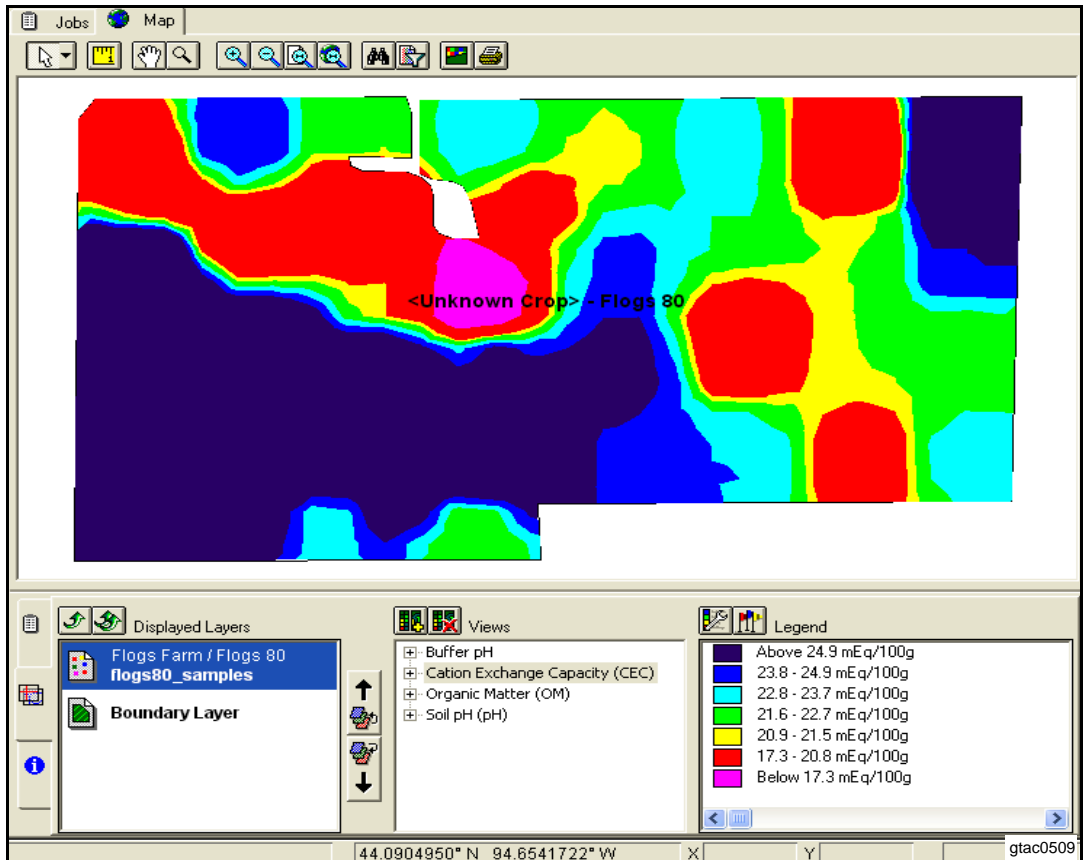 Jobs Map
<Unknown Crop> - Flogs 80
Displayed Layers
Flogs Farm / Flogs 80
flogs80_samples
Boundary Layer
Views
Buffer pH
Cation Exchange Capacity (CEC)
Organic Matter (OM)
Soil pH (pH)
Legend
Above 24.9 mEq/100g
23.8 - 24.9 mEq/100g
22.8 - 23.7 mEq/100g
21.6 - 22.7 mEq/100g
20.9 - 21.5 mEq/100g
17.3 - 20.8 mEq/100g
Below 17.3 mEq/100g
44.0904950° N 94.6541722° W X Y
gtac0509